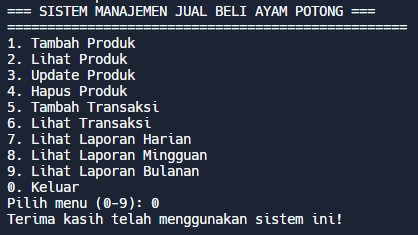 === SISTEM MANAJEMEN JUAL BELI AYAM POTONG ===
==================================================
1. Tambah Produk
2. Lihat Produk
3. Update Produk
4. Hapus Produk
5. Tambah Transaksi
6. Lihat Transaksi
7. Lihat Laporan Harian
8. Lihat Laporan Mingguan
9. Lihat Laporan Bulanan
0. Keluar
Pilih menu (0-9): 0
Terima kasih telah menggunakan sistem ini!